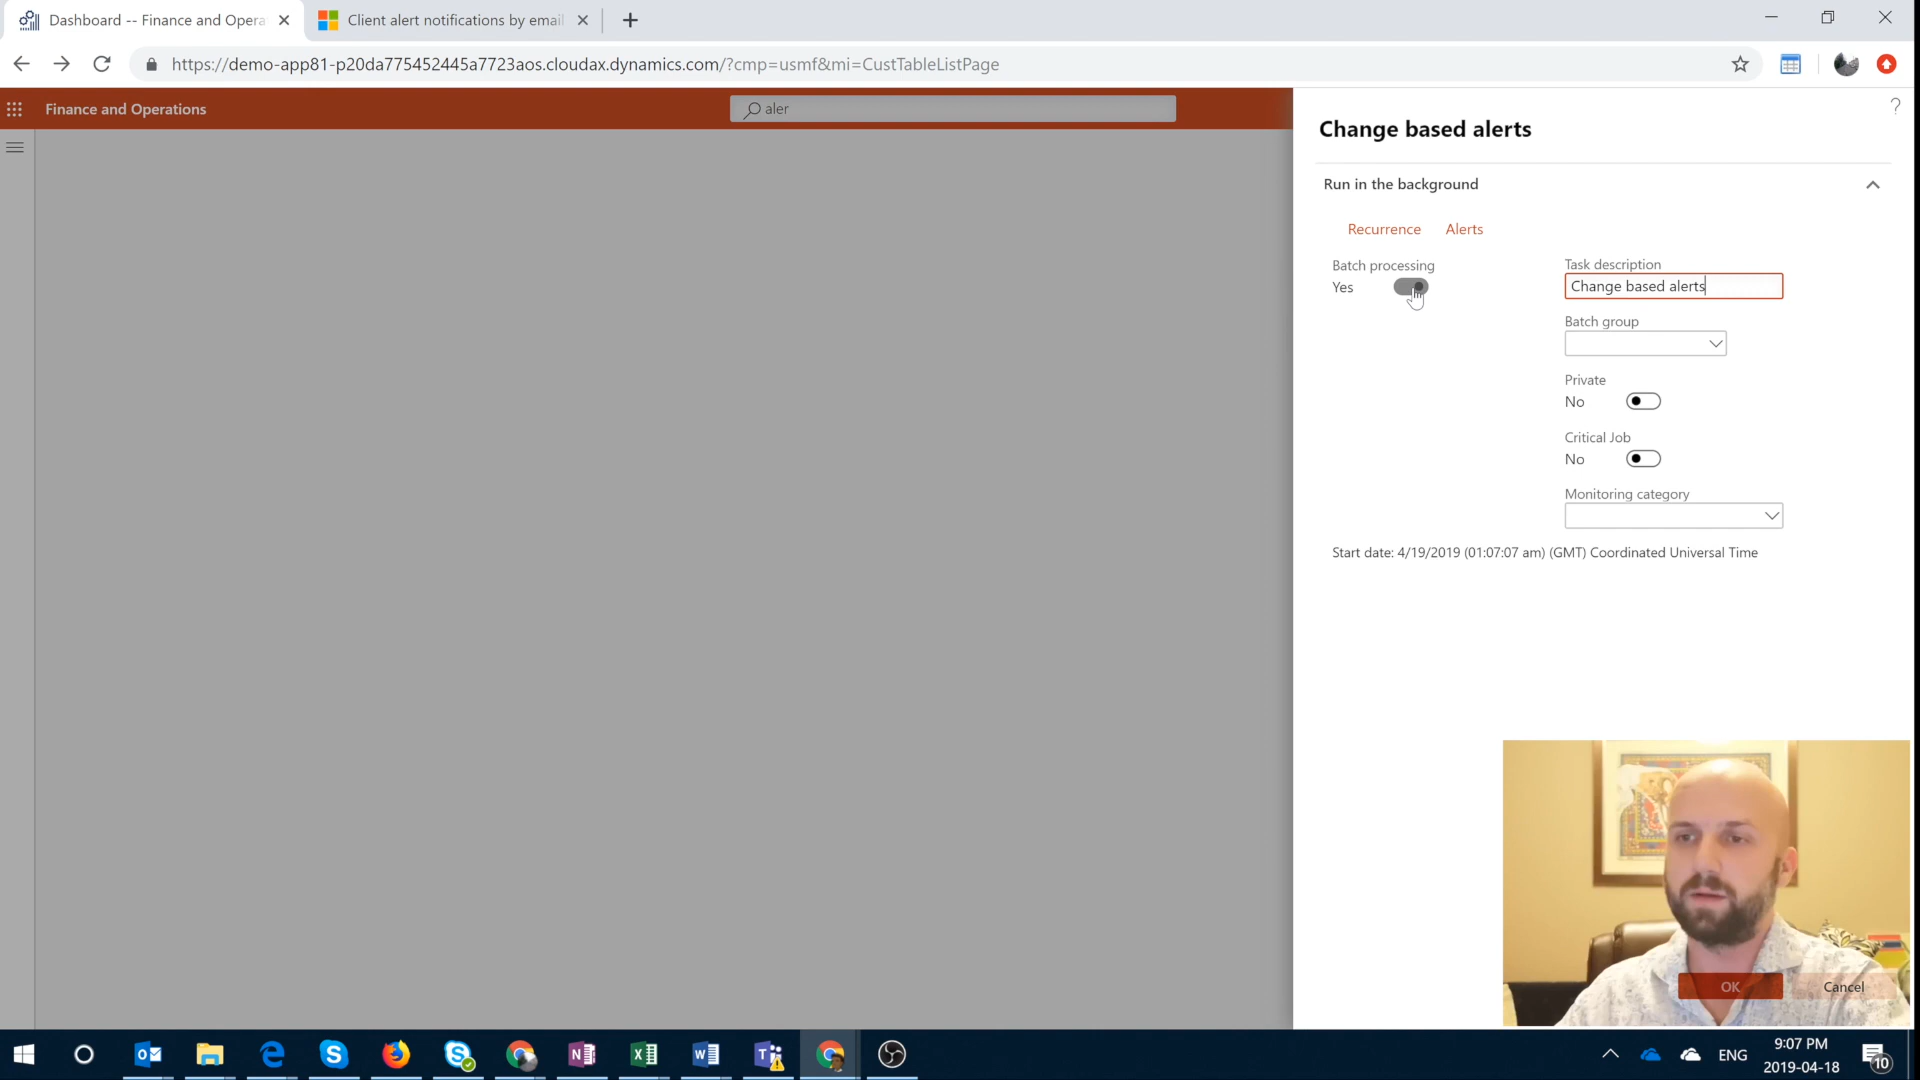 Dashboard -- Finance and Opera
Client alert notifications by email
https://demo-app81-p20da775452445a7723aos.cloudax.dynamics.com/?cmp=usmf&mi=CustTableListPage
Finance and Operations
aler
?
Change based alerts
Run in the background
Recurrence Alerts
Batch processing
Yes
Task description
Change based alerts
Batch group
Private
No
Critical Job
No
Monitoring category
Start date: 4/19/2019 (01:07:07 am) (GMT) Coordinated Universal Time
OK Cancel
ENG
9:07 PM
2019-04-18
10